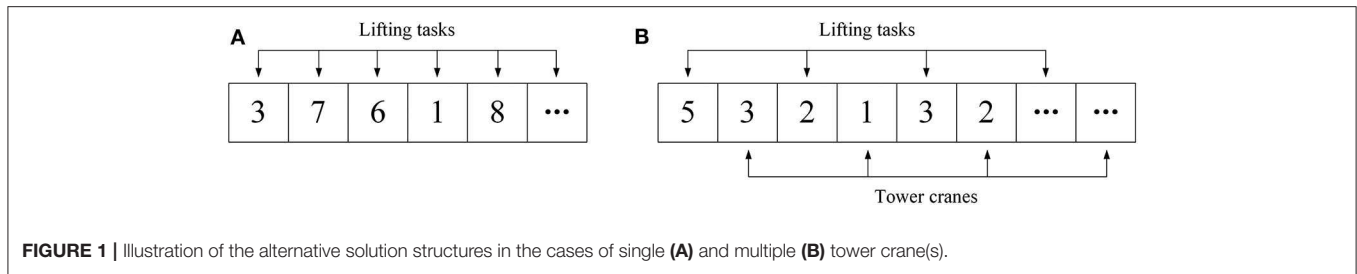 A
Lifting tasks
3 7 6 1 8 ...
B
Lifting tasks
5 3 2 1 3 2 ... ...
Tower cranes
FIGURE 1 | Illustration of the alternative solution structures in the cases of single (A) and multiple (B) tower crane(s).